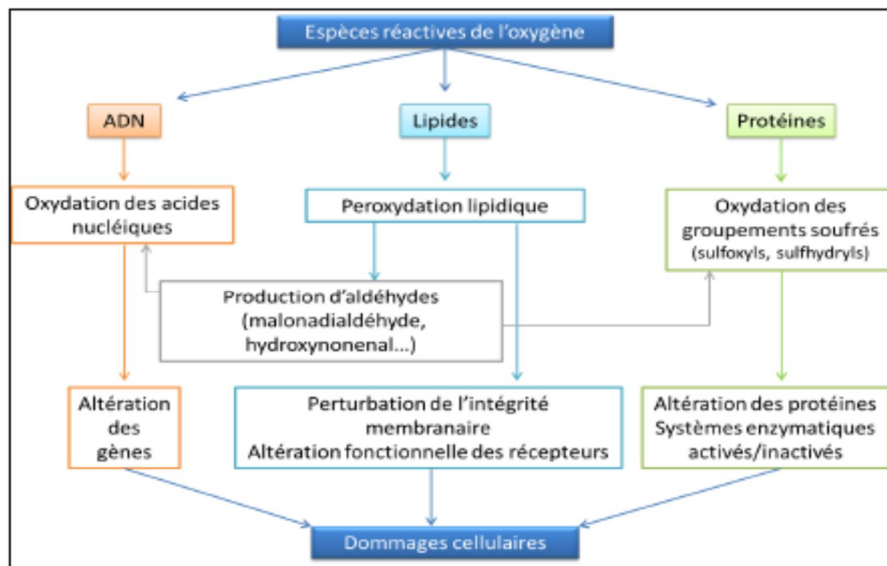 Espèces réactives de l'oxygène
ADN
Lipides
Protéines
Oxydation des acides
nucléiques
Peroxydation lipidique
Oxydation des
groupements soufrés
(sulfoxyls, sulfhydryls)
Production d'aldéhydes
(malonadialdéhyde,
hydroxynonenal...)
Altération
des
gènes
Perturbation de l'intégrité
membranaire
Altération fonctionnelle des récepteurs
Altération des protéines
Systèmes enzymatiques
activés/inactivés
Dommages cellulaires